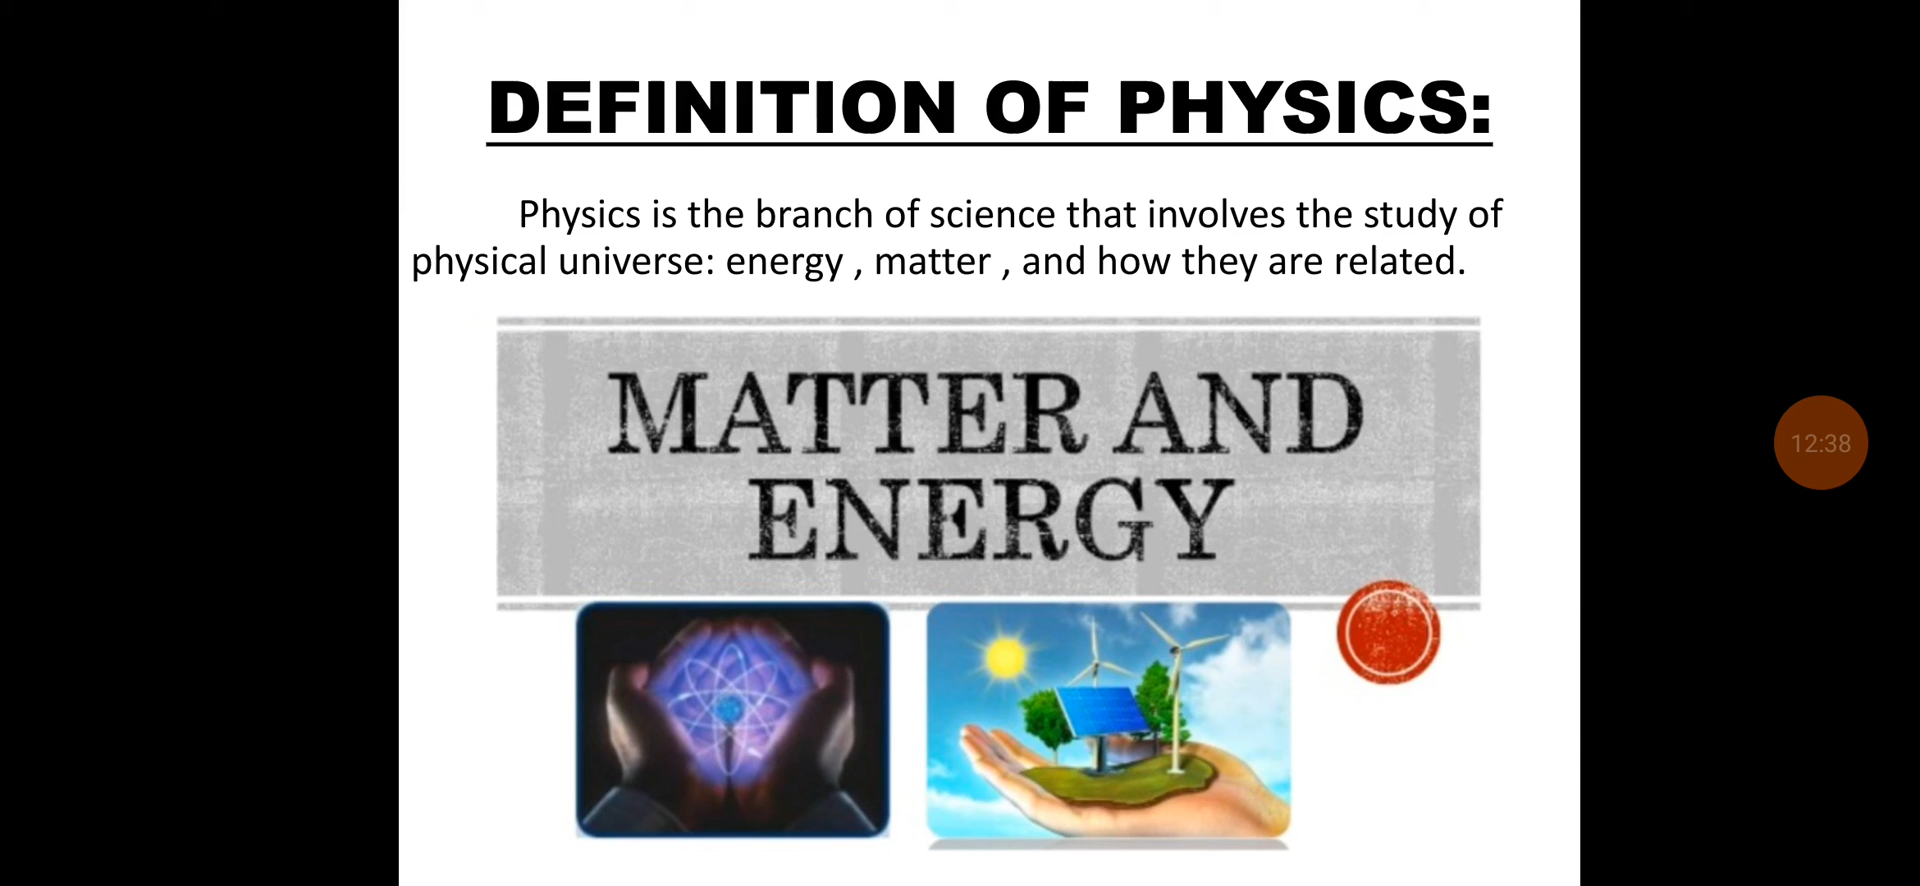 DEFINITION OF PHYSICS:
Physics is the branch of science that involves the study of
physical universe: energy , matter , and how they are related.
MATTER AND
ENERGY
12:38